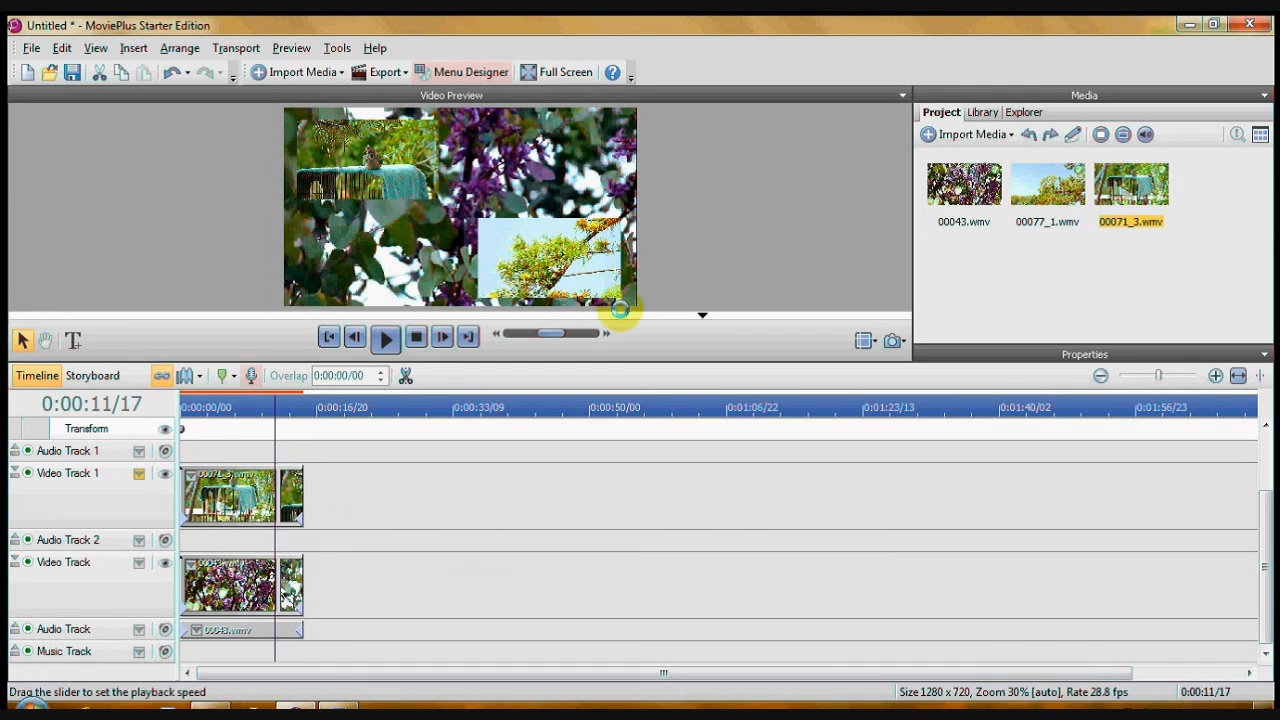 Untitled * - MoviePlus Starter Edition
File Edit View Insert Arrange Transport Preview Tools Help
Import Media Export Menu Designer Full Screen
Video Preview
Media
Project Library Explorer
Import Media
00043.wmv 00077_1.wmv 00071_3.wmv
Properties
Timeline Storyboard Overlap 0:00:00/00
0:00:11/17
0:00:00/00 0:00:16/20 0:00:33/09 0:00:50/00 0:01:06/22 0:01:23/13 0:01:40/02 0:01:56/23
Transform
Audio Track 1
Video Track 1
00071_3.wmv
Audio Track 2
Video Track
00043.wmv
Audio Track
00043.wmv
Music Track
Drag the slider to set the playback speed
Size 1280 x 720, Zoom 30% [auto], Rate 28.8 fps
0:00:11/17